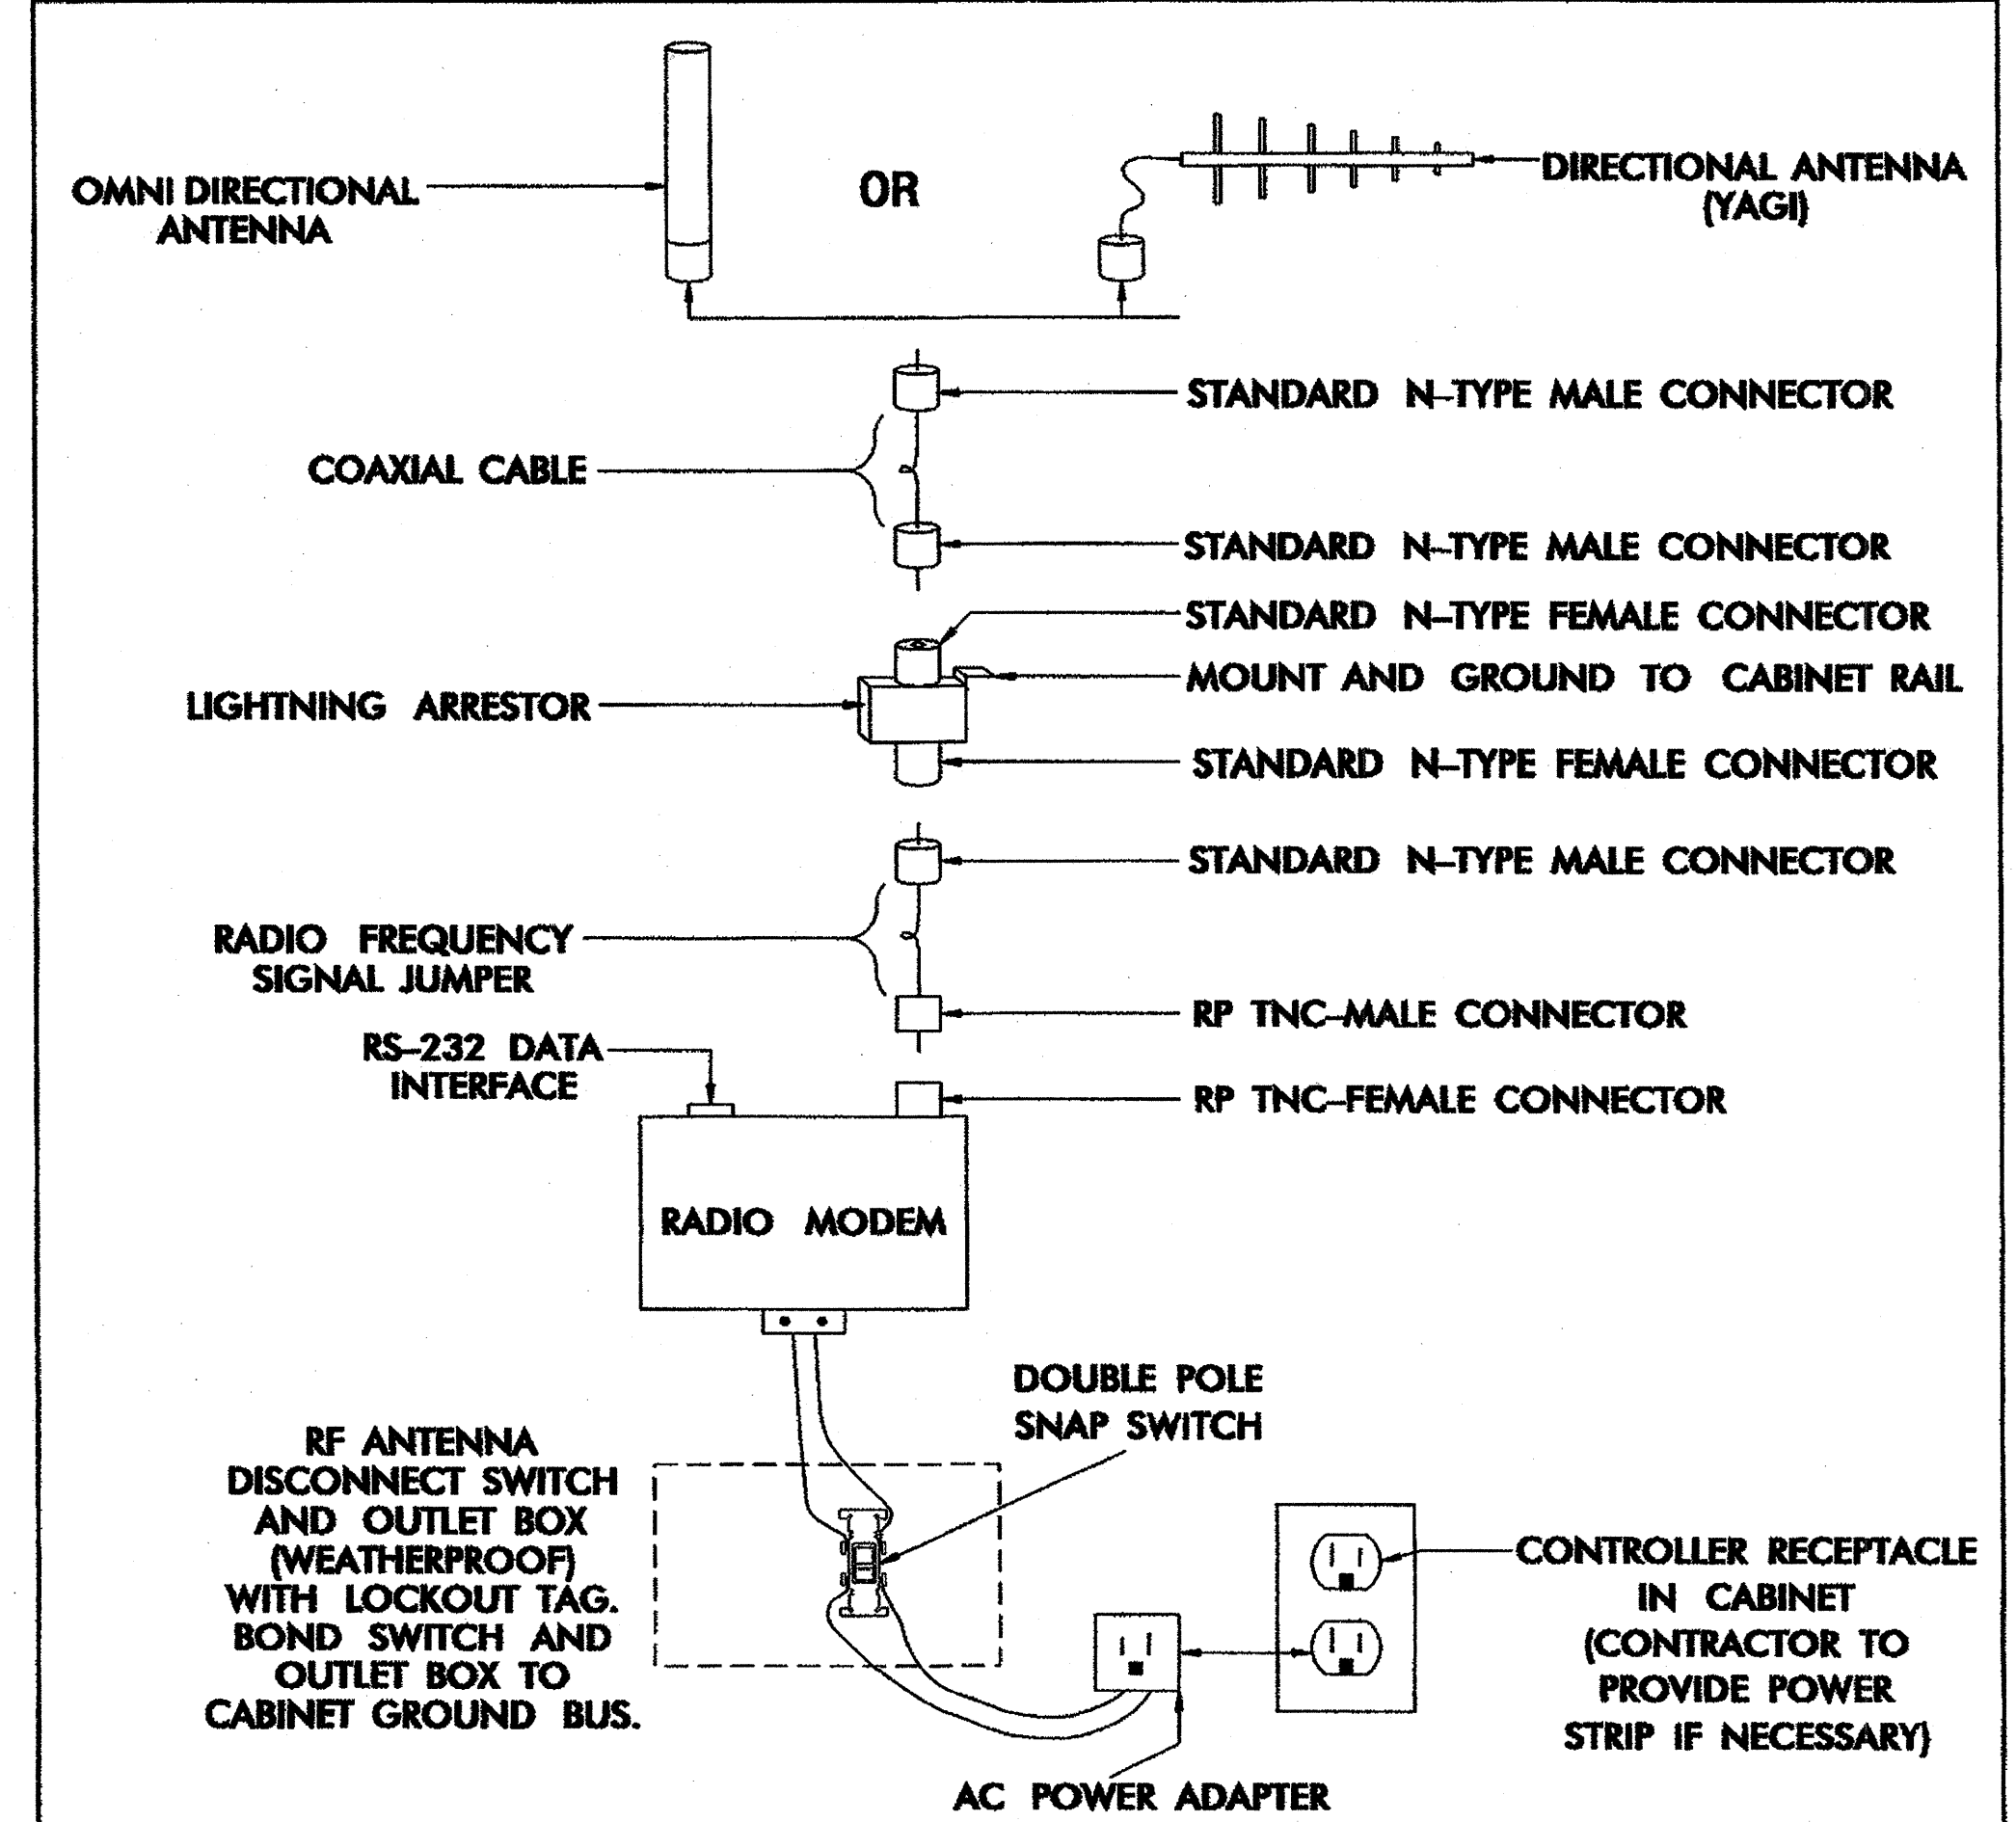 OMNI DIRECTIONAL
ANTENNA
OR
DIRECTIONAL ANTENNA
(YAGI)
STANDARD N-TYPE MALE CONNECTOR
COAXIAL CABLE
STANDARD N-TYPE MALE CONNECTOR
STANDARD N-TYPE FEMALE CONNECTOR
MOUNT AND GROUND TO CABINET RAIL
LIGHTNING ARRESTOR
STANDARD N-TYPE FEMALE CONNECTOR
STANDARD N-TYPE MALE CONNECTOR
RADIO FREQUENCY
SIGNAL JUMPER
RP TNC-MALE CONNECTOR
RS-232 DATA
INTERFACE
RP TNC-FEMALE CONNECTOR
RADIO MODEM
DOUBLE POLE
SNAP SWITCH
RF ANTENNA
DISCONNECT SWITCH
AND OUTLET BOX
(WEATHERPROOF)
WITH LOCKOUT TAG.
BOND SWITCH AND
OUTLET BOX TO
CABINET GROUND BUS.
CONTROLLER RECEPTACLE
IN CABINET
(CONTRACTOR TO
PROVIDE POWER
STRIP IF NECESSARY)
AC POWER ADAPTER